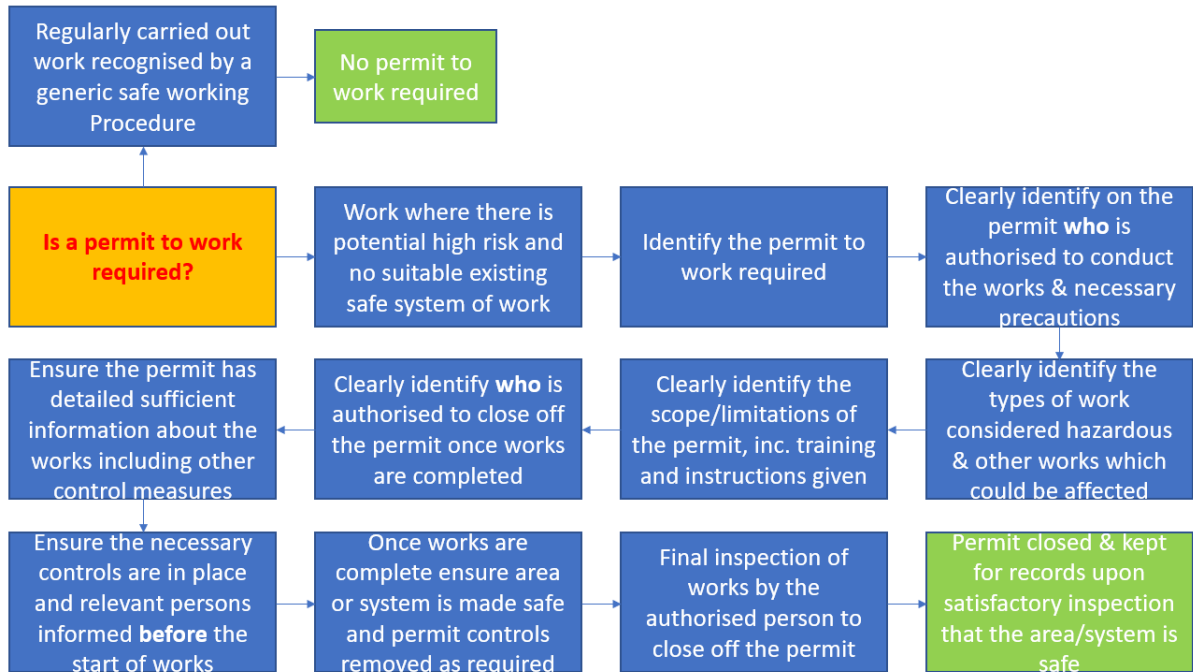 Regularly carried out
work recognised by a
generic safe working
Procedure
No permit to
work required
Is a permit to work
required?
Work where there is
potential high risk and
no suitable existing
safe system of work
Identify the permit to
work required
Clearly identify on the
permit who is
authorised to conduct
the works & necessary
precautions
Clearly identify the
types of work
considered hazardous
& other works which
could be affected
Clearly identify the
scope/limitations of
the permit, inc. training
and instructions given
Clearly identify who is
authorised to close off
the permit once works
are completed
Ensure the permit has
detailed sufficient
information about the
works including other
control measures
Ensure the necessary
controls are in place
and relevant persons
informed before the
start of works
Once works are
complete ensure area
or system is made safe
and permit controls
removed as required
Final inspection of
works by the
authorised person to
close off the permit
Permit closed & kept
for records upon
satisfactory inspection
that the area/system is
safe